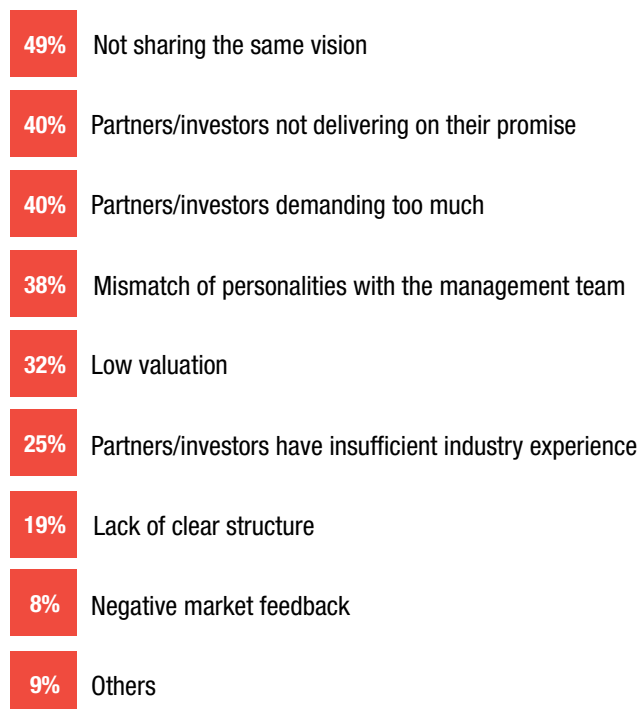 49% Not sharing the same vision
40% Partners/investors not delivering on their promise
40% Partners/investors demanding too much
38% Mismatch of personalities with the management team
32% Low valuation
25% Partners/investors have insufficient industry experience
19% Lack of clear structure
8% Negative market feedback
9% Others